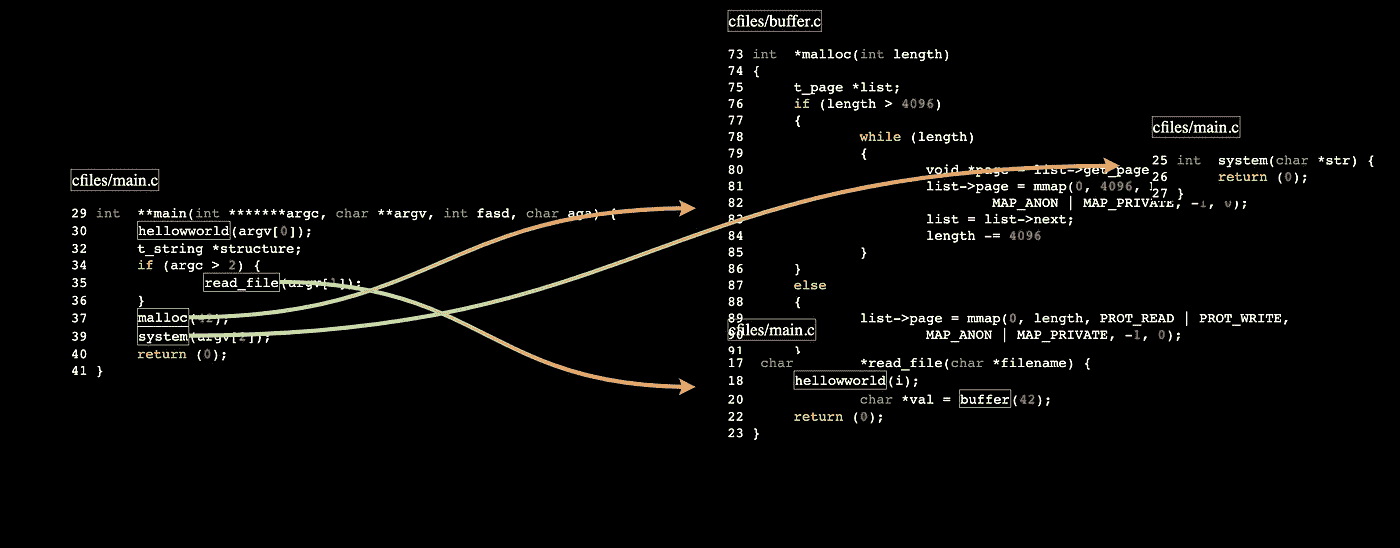 cfiles/main.c
29 int  **main(int *******argc, char **argv, int fasd, char aga) {
30      hellowworld(argv[0]);
32      t_string *structure;
34      if (argc > 2) {
35              read_file(argv[1]);
36      }
37      malloc(42);
39      system(argv[2]);
40      return (0);
41 }
cfiles/buffer.c
73 int  *malloc(int length)
74 {
75      t_page *list;
76      if (length > 4096)
77      {
78              while (length)
79              {
80                      void *page = list->get_page
81                      list->page = mmap(0, 4096,
82                              MAP_ANON | MAP_PRIVATE, -1, 0);
83                      list = list->next;
84                      length -= 4096
85              }
86      }
87      else
88      {
89              list->page = mmap(0, length, PROT_READ | PROT_WRITE,
90                      MAP_ANON | MAP_PRIVATE, -1, 0);
91      }
cfiles/main.c
17 char         *read_file(char *filename) {
18      hellowworld(i);
20              char *val = buffer(42);
22      return (0);
23 }
cfiles/main.c
25 int  system(char *str) {
26      return (0);
27 }